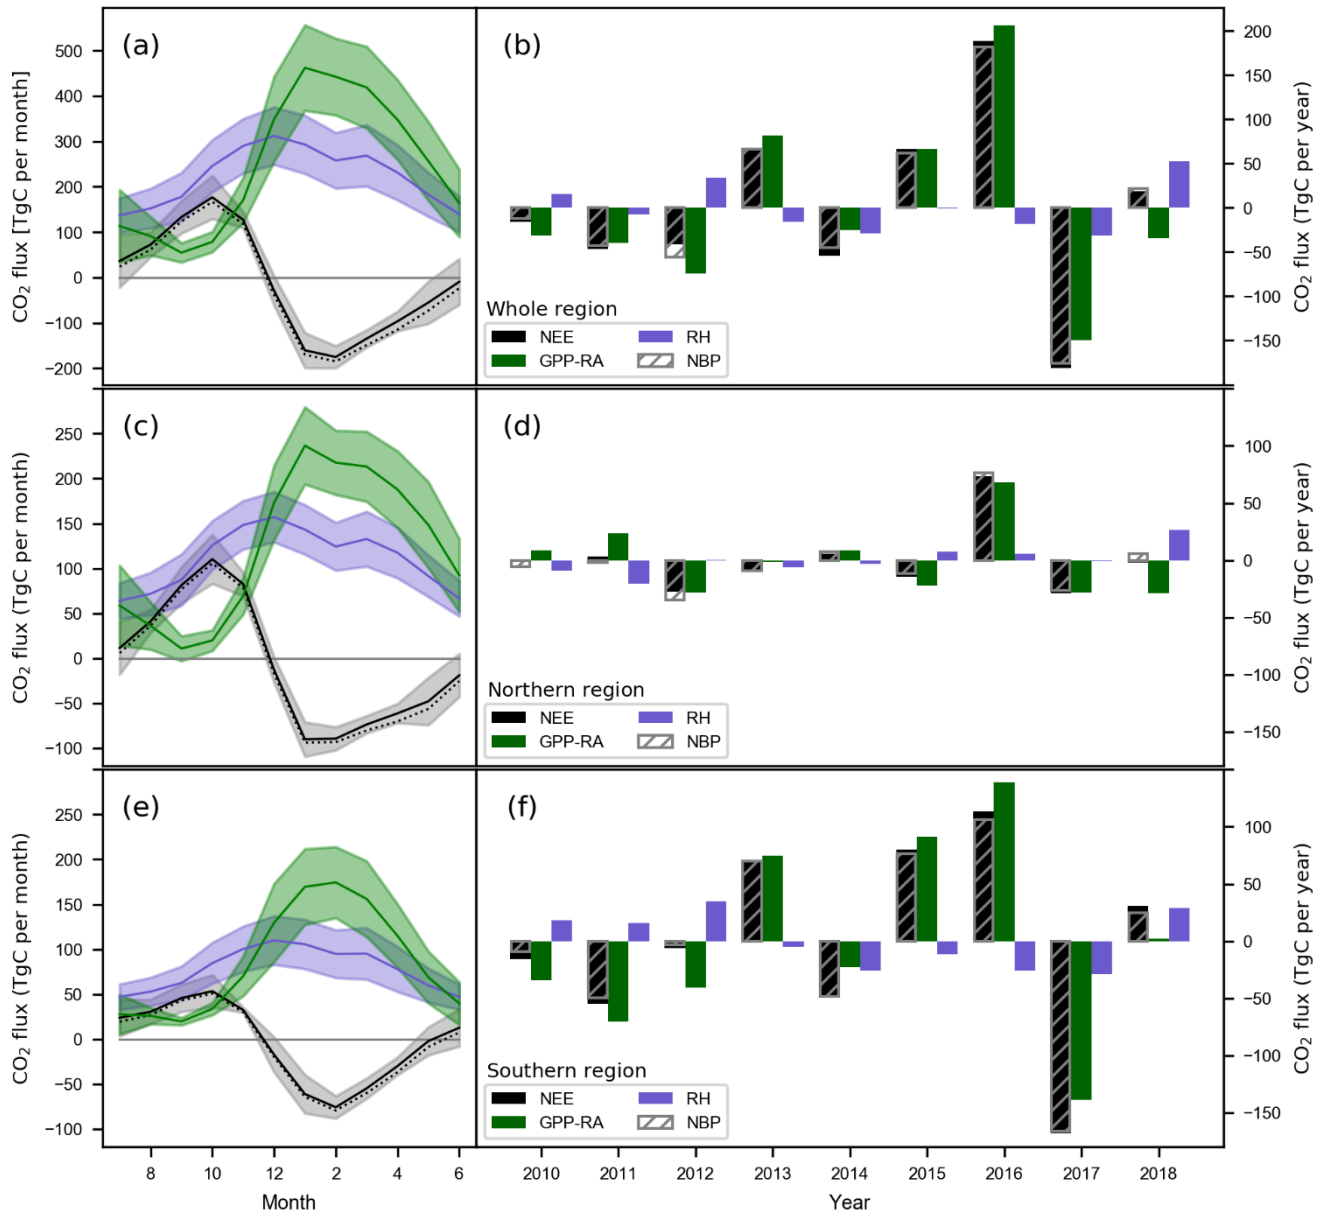 (a)
CO2 flux [TgC per month]
500
400
300
200
100
0
−100
−200
(b)
CO2 flux (TgC per year)
200
150
100
50
0
−50
−100
−150
Whole region
NEE RH
GPP-RA NBP
(c)
CO2 flux (TgC per month)
250
200
150
100
50
0
−50
−100
(d)
CO2 flux (TgC per year)
100
50
0
−50
−100
−150
Northern region
NEE RH
GPP-RA NBP
(e)
CO2 flux (TgC per month)
250
200
150
100
50
0
−50
−100
8 10 12 2 4 6
Month
(f)
CO2 flux (TgC per year)
100
50
0
−50
−100
−150
Southern region
NEE RH
GPP-RA NBP
2010 2011 2012 2013 2014 2015 2016 2017 2018
Year